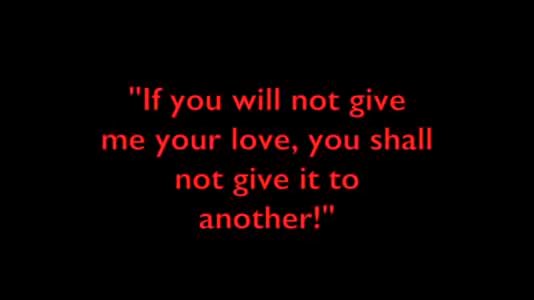 "If you will not give
me your love, you shall
not give it to
another!"